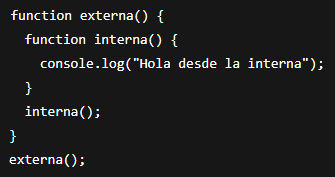 function externa() {
  function interna() {
    console.log("Hola desde la interna");
  }
  interna();
}
externa();